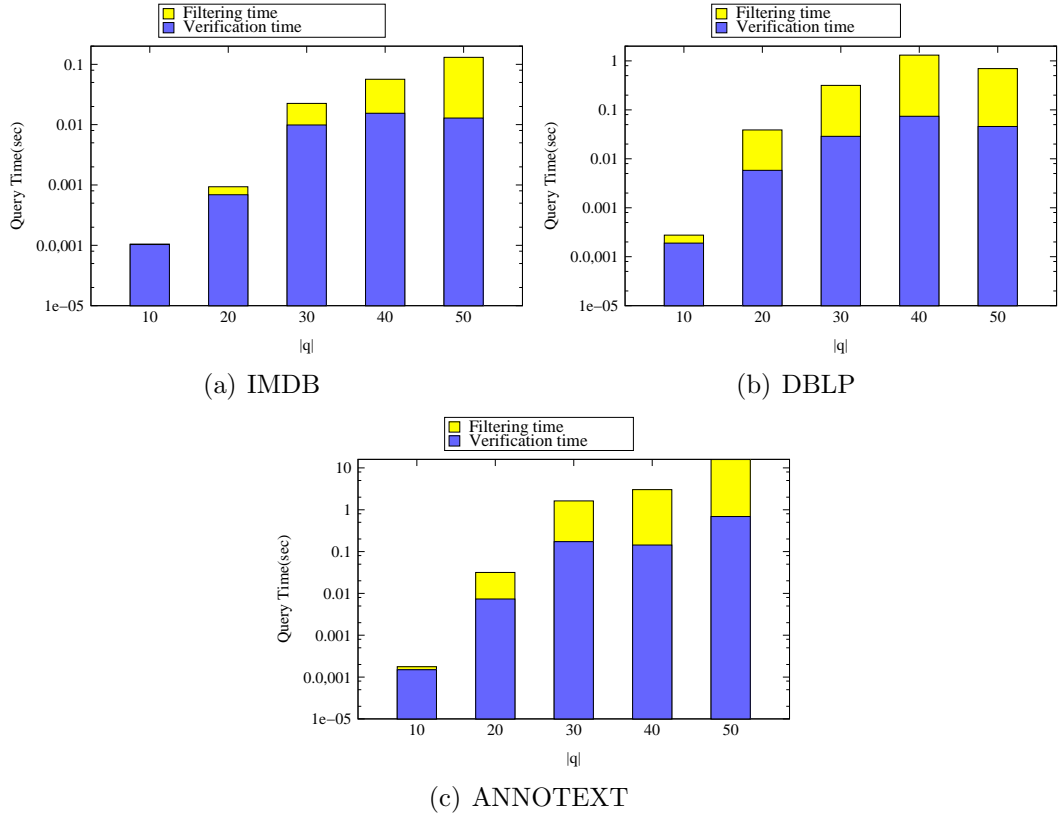 Filtering time
Verification time
0.1
0.01
0.001
0.0,001
1e-05
Query Time(sec)
10 20 30 40 50
|q|
(a) IMDB
Filtering time
Verification time
1
0.1
0.01
0.001
0.0,001
1e-05
Query Time(sec)
10 20 30 40 50
|q|
(b) DBLP
Filtering time
Verification time
10
1
0.1
0.01
0.001
0.0,001
1e-05
Query Time(sec)
10 20 30 40 50
|q|
(c) ANNOTEXT